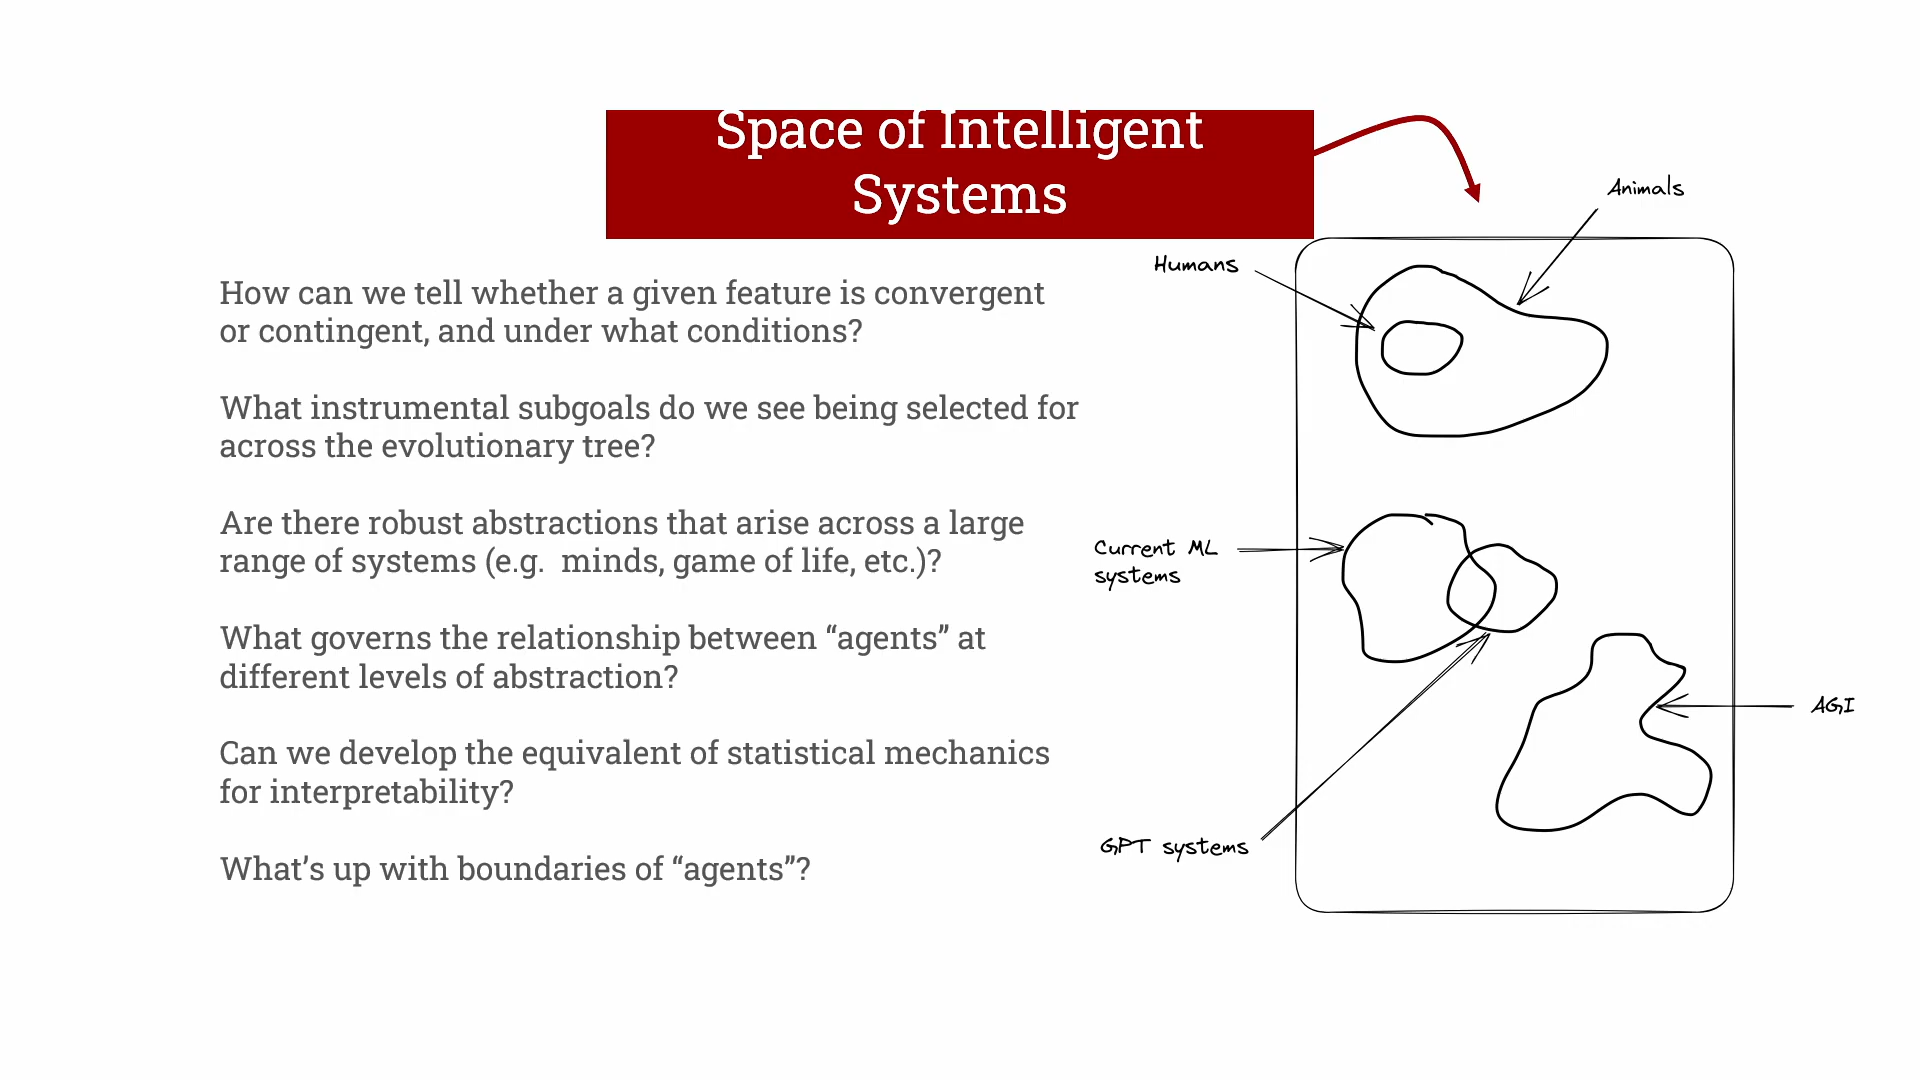 Space of Intelligent
Systems
How can we tell whether a given feature is convergent
or contingent, and under what conditions?
What instrumental subgoals do we see being selected for
across the evolutionary tree?
Are there robust abstractions that arise across a large
range of systems (e.g.  minds, game of life, etc.)?
What governs the relationship between “agents” at
different levels of abstraction?
Can we develop the equivalent of statistical mechanics
for interpretability?
What’s up with boundaries of “agents”?
Animals
Humans
Current ML
systems
AGI
GPT systems